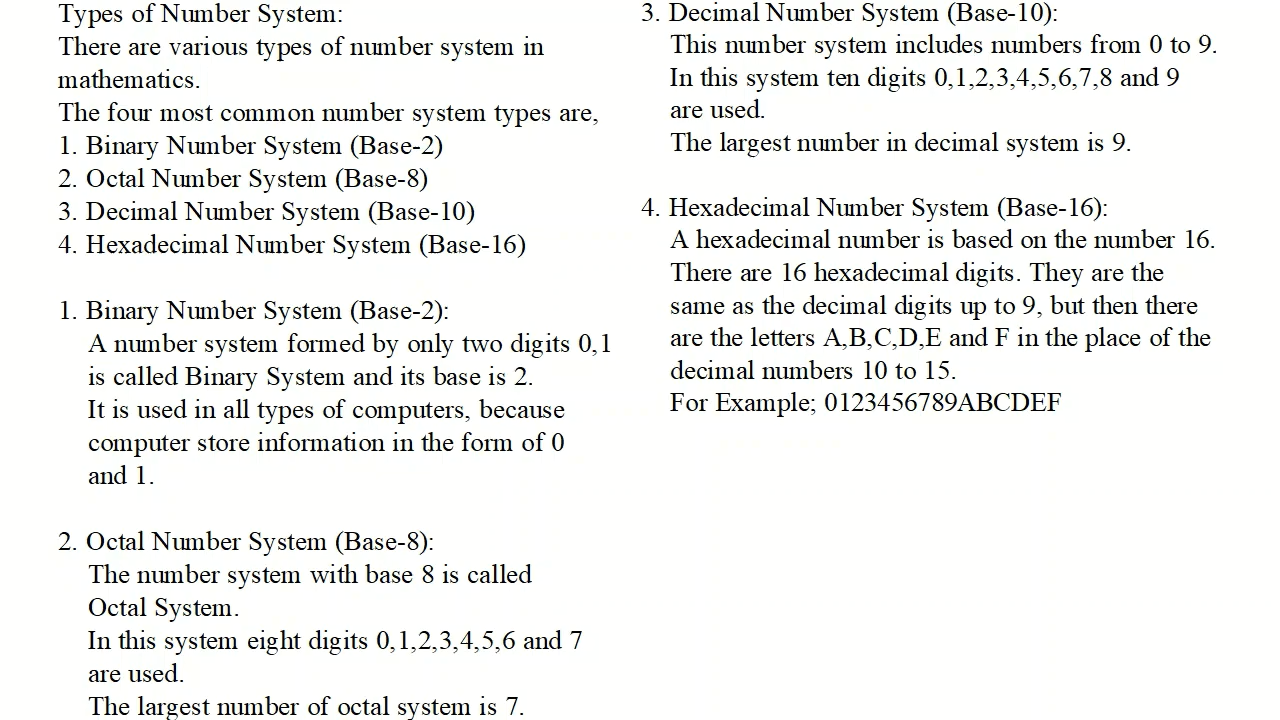 Types of Number System:
There are various types of number system in
mathematics.
The four most common number system types are,
1. Binary Number System (Base-2)
2. Octal Number System (Base-8)
3. Decimal Number System (Base-10)
4. Hexadecimal Number System (Base-16)
1. Binary Number System (Base-2):
A number system formed by only two digits 0,1
is called Binary System and its base is 2.
It is used in all types of computers, because
computer store information in the form of 0
and 1.
2. Octal Number System (Base-8):
The number system with base 8 is called
Octal System.
In this system eight digits 0,1,2,3,4,5,6 and 7
are used.
The largest number of octal system is 7.
3. Decimal Number System (Base-10):
This number system includes numbers from 0 to 9.
In this system ten digits 0,1,2,3,4,5,6,7,8 and 9
are used.
The largest number in decimal system is 9.
4. Hexadecimal Number System (Base-16):
A hexadecimal number is based on the number 16.
There are 16 hexadecimal digits. They are the
same as the decimal digits up to 9, but then there
are the letters A,B,C,D,E and F in the place of the
decimal numbers 10 to 15.
For Example; 0123456789ABCDEF